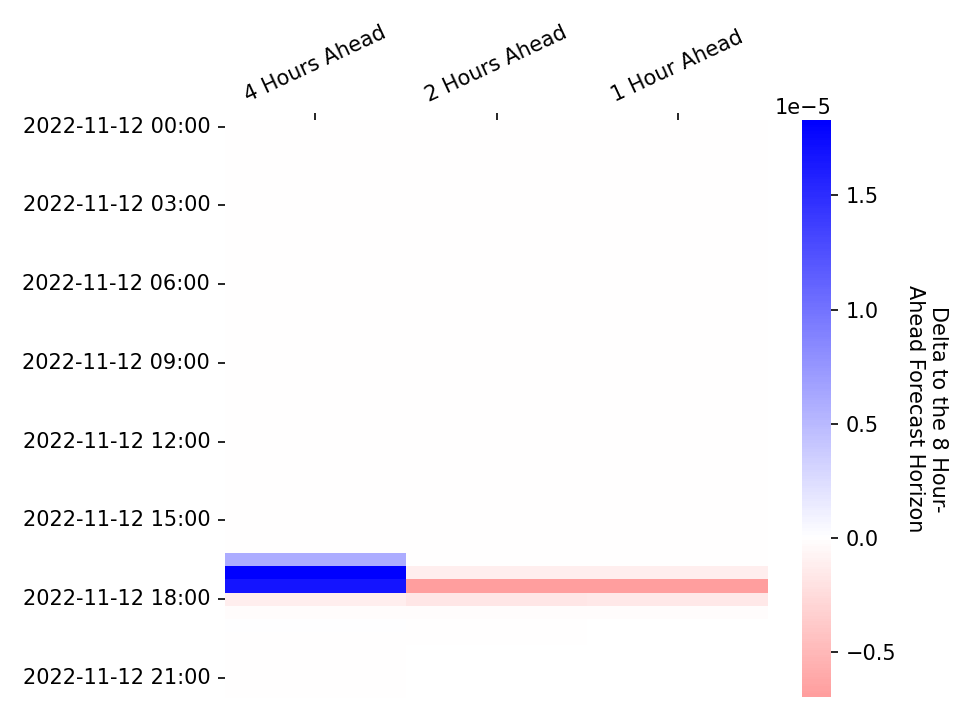 4 Hours Ahead
2 Hours Ahead
1 Hour Ahead
1e−5
2022-11-12 00:00
2022-11-12 03:00
2022-11-12 06:00
2022-11-12 09:00
2022-11-12 12:00
2022-11-12 15:00
2022-11-12 18:00
2022-11-12 21:00
1.5
1.0
0.5
0.0
−0.5
Delta to the 8 Hour-
Ahead Forecast Horizon